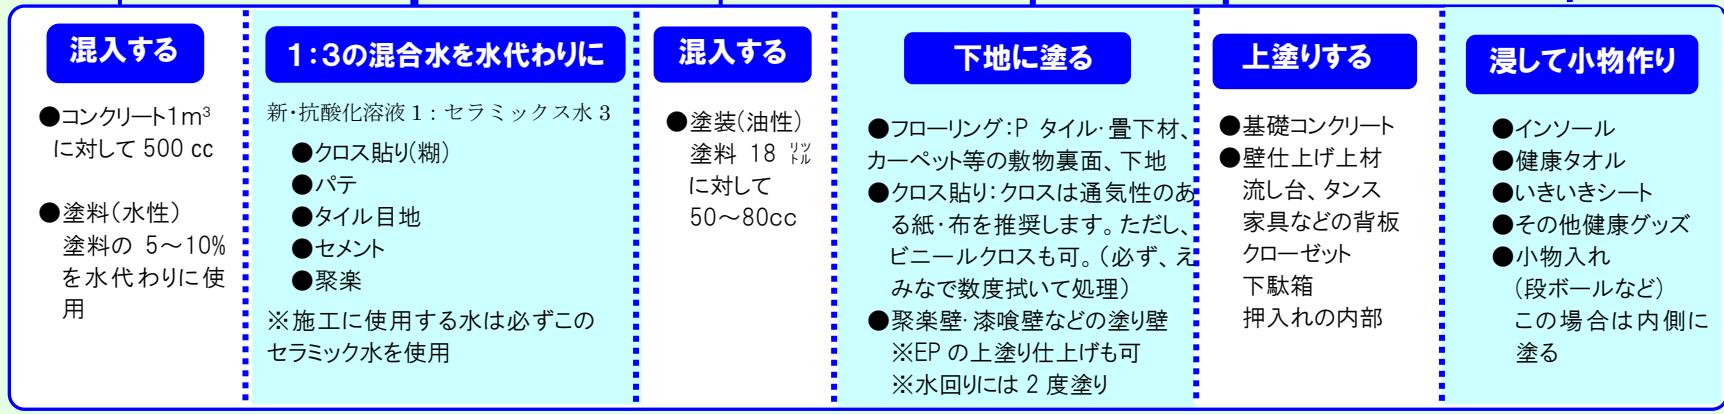 混入する
●コンクリート1m³
に対して 500 cc
●塗料(水性)
塗料の 5～10%
を水代わりに使
用
1：3の混合水を水代わりに
新・抗酸化溶液 1：セラミックス水 3
●クロス貼り(糊)
●パテ
●タイル目地
●セメント
●聚楽
※施工に使用する水は必ずこの
セラミック水を使用
混入する
●塗装(油性)
塗料 18 リットル
に対して
50～80cc
下地に塗る
●フローリング：P タイル・畳下材、
カーペット等の敷物裏面、下地
●クロス貼り：クロスは通気性のあ
る紙・布を推奨します。ただし、
ビニールクロスも可。（必ず、え
みなで数度拭いて処理）
●聚楽壁・漆喰壁などの塗り壁
※EP の上塗り仕上げも可
※水回りには 2 度塗り
上塗りする
●基礎コンクリート
●壁仕上げ上材
流し台、タンス
家具などの背板
クローゼット
下駄箱
押入れの内部
浸して小物作り
●インソール
●健康タオル
●いきいきシート
●その他健康グッズ
●小物入れ
（段ボールなど）
この場合は内側に
塗る